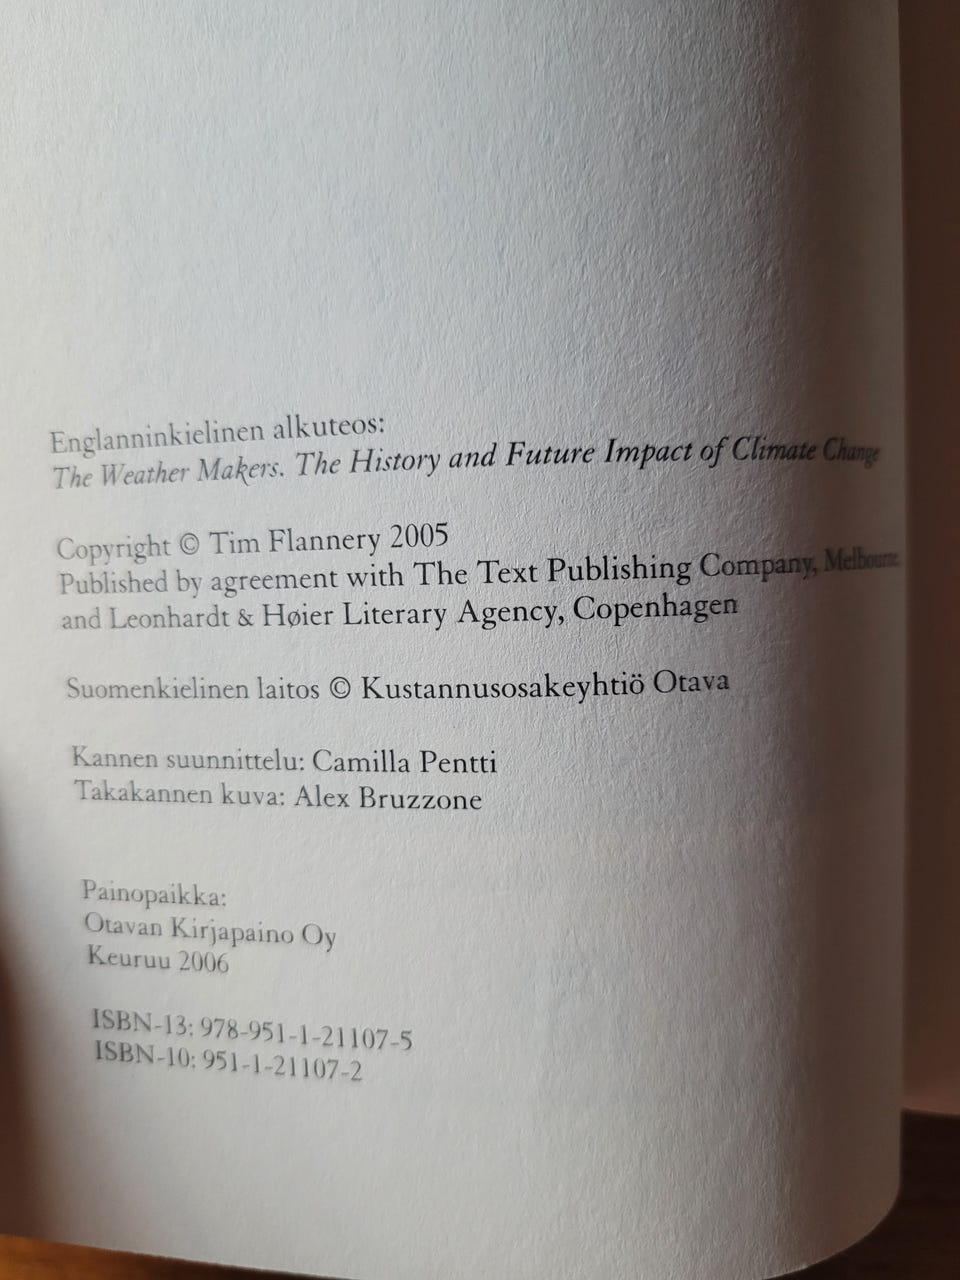 Englanninkielinen alkuteos:
The Weather Makers. The History and Future Impact of Climate Change
Copyright © Tim Flannery 2005
Published by agreement with The Text Publishing Company, Melbourne
and Leonhardt & Høier Literary Agency, Copenhagen
Suomenkielinen laitos © Kustannusosakeyhtiö Otava
Kannen suunnittelu: Camilla Pentti
Takakannen kuva: Alex Bruzzone
Painopaikka:
Otavan Kirjapaino Oy
Keuruu 2006
ISBN-13: 978-951-1-21107-5
ISBN-10: 951-1-21107-2